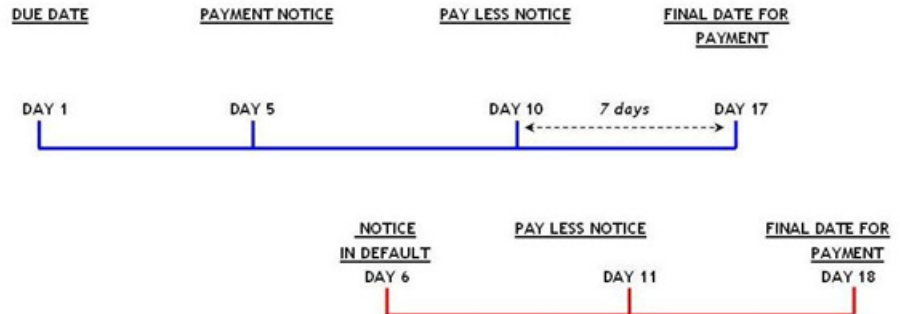 DUE DATE PAYMENT NOTICE PAY LESS NOTICE FINAL DATE FOR
PAYMENT
DAY 1 DAY 5 DAY 10 7 days DAY 17
NOTICE PAY LESS NOTICE FINAL DATE FOR
IN DEFAULT PAYMENT
DAY 6 DAY 11 DAY 18